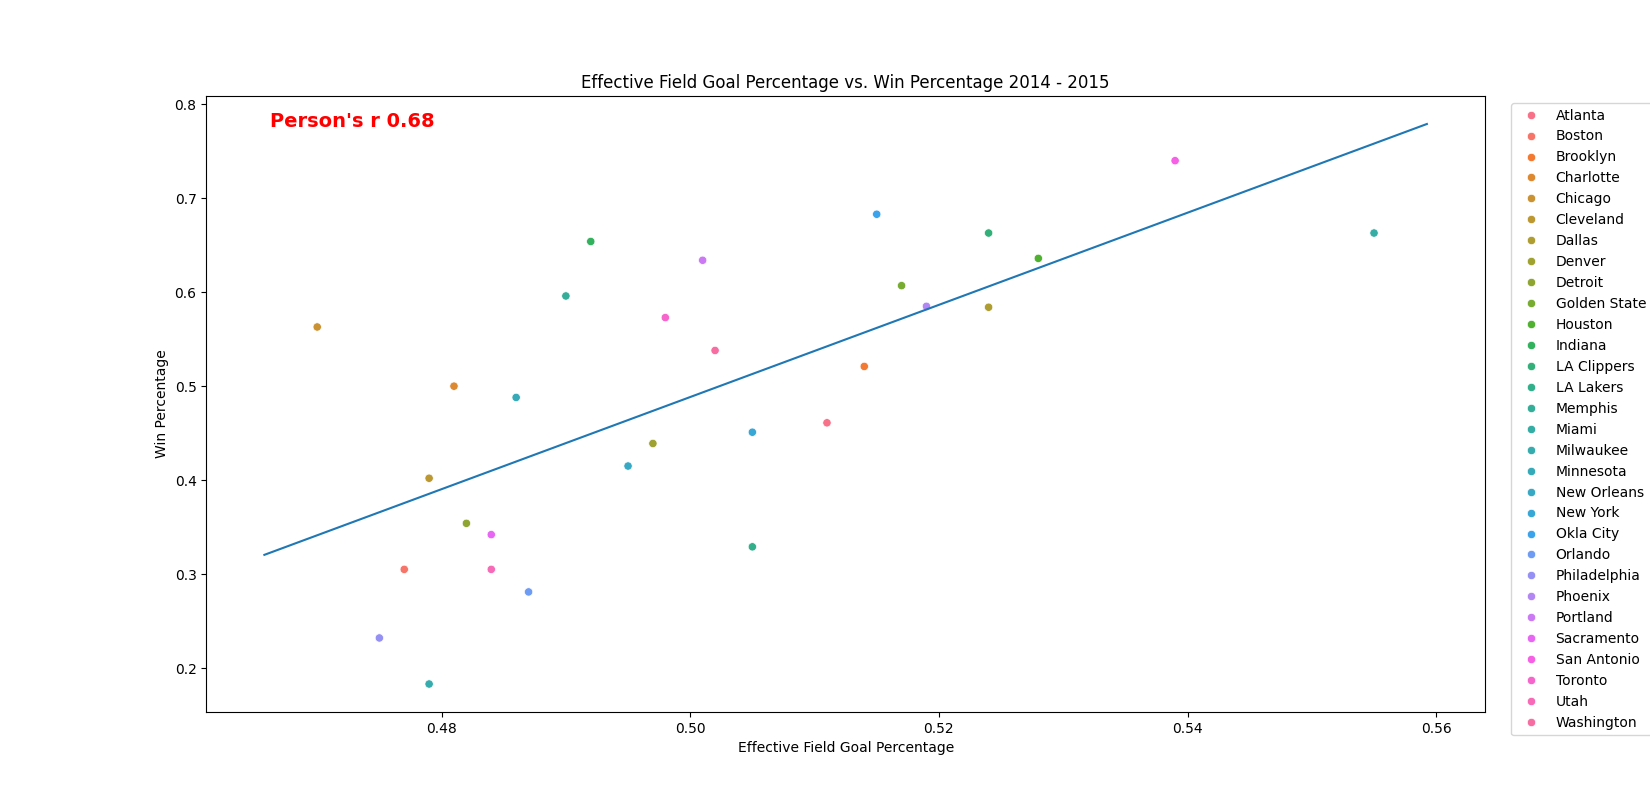 Effective Field Goal Percentage vs. Win Percentage 2014 - 2015
Person's r 0.68
0.8
0.7
0.6
0.5
0.4
0.3
0.2
Win Percentage
0.48
0.50
0.52
0.54
0.56
Effective Field Goal Percentage
Atlanta
Boston
Brooklyn
Charlotte
Chicago
Cleveland
Dallas
Denver
Detroit
Golden State
Houston
Indiana
LA Clippers
LA Lakers
Memphis
Miami
Milwaukee
Minnesota
New Orleans
New York
Okla City
Orlando
Philadelphia
Phoenix
Portland
Sacramento
San Antonio
Toronto
Utah
Washington